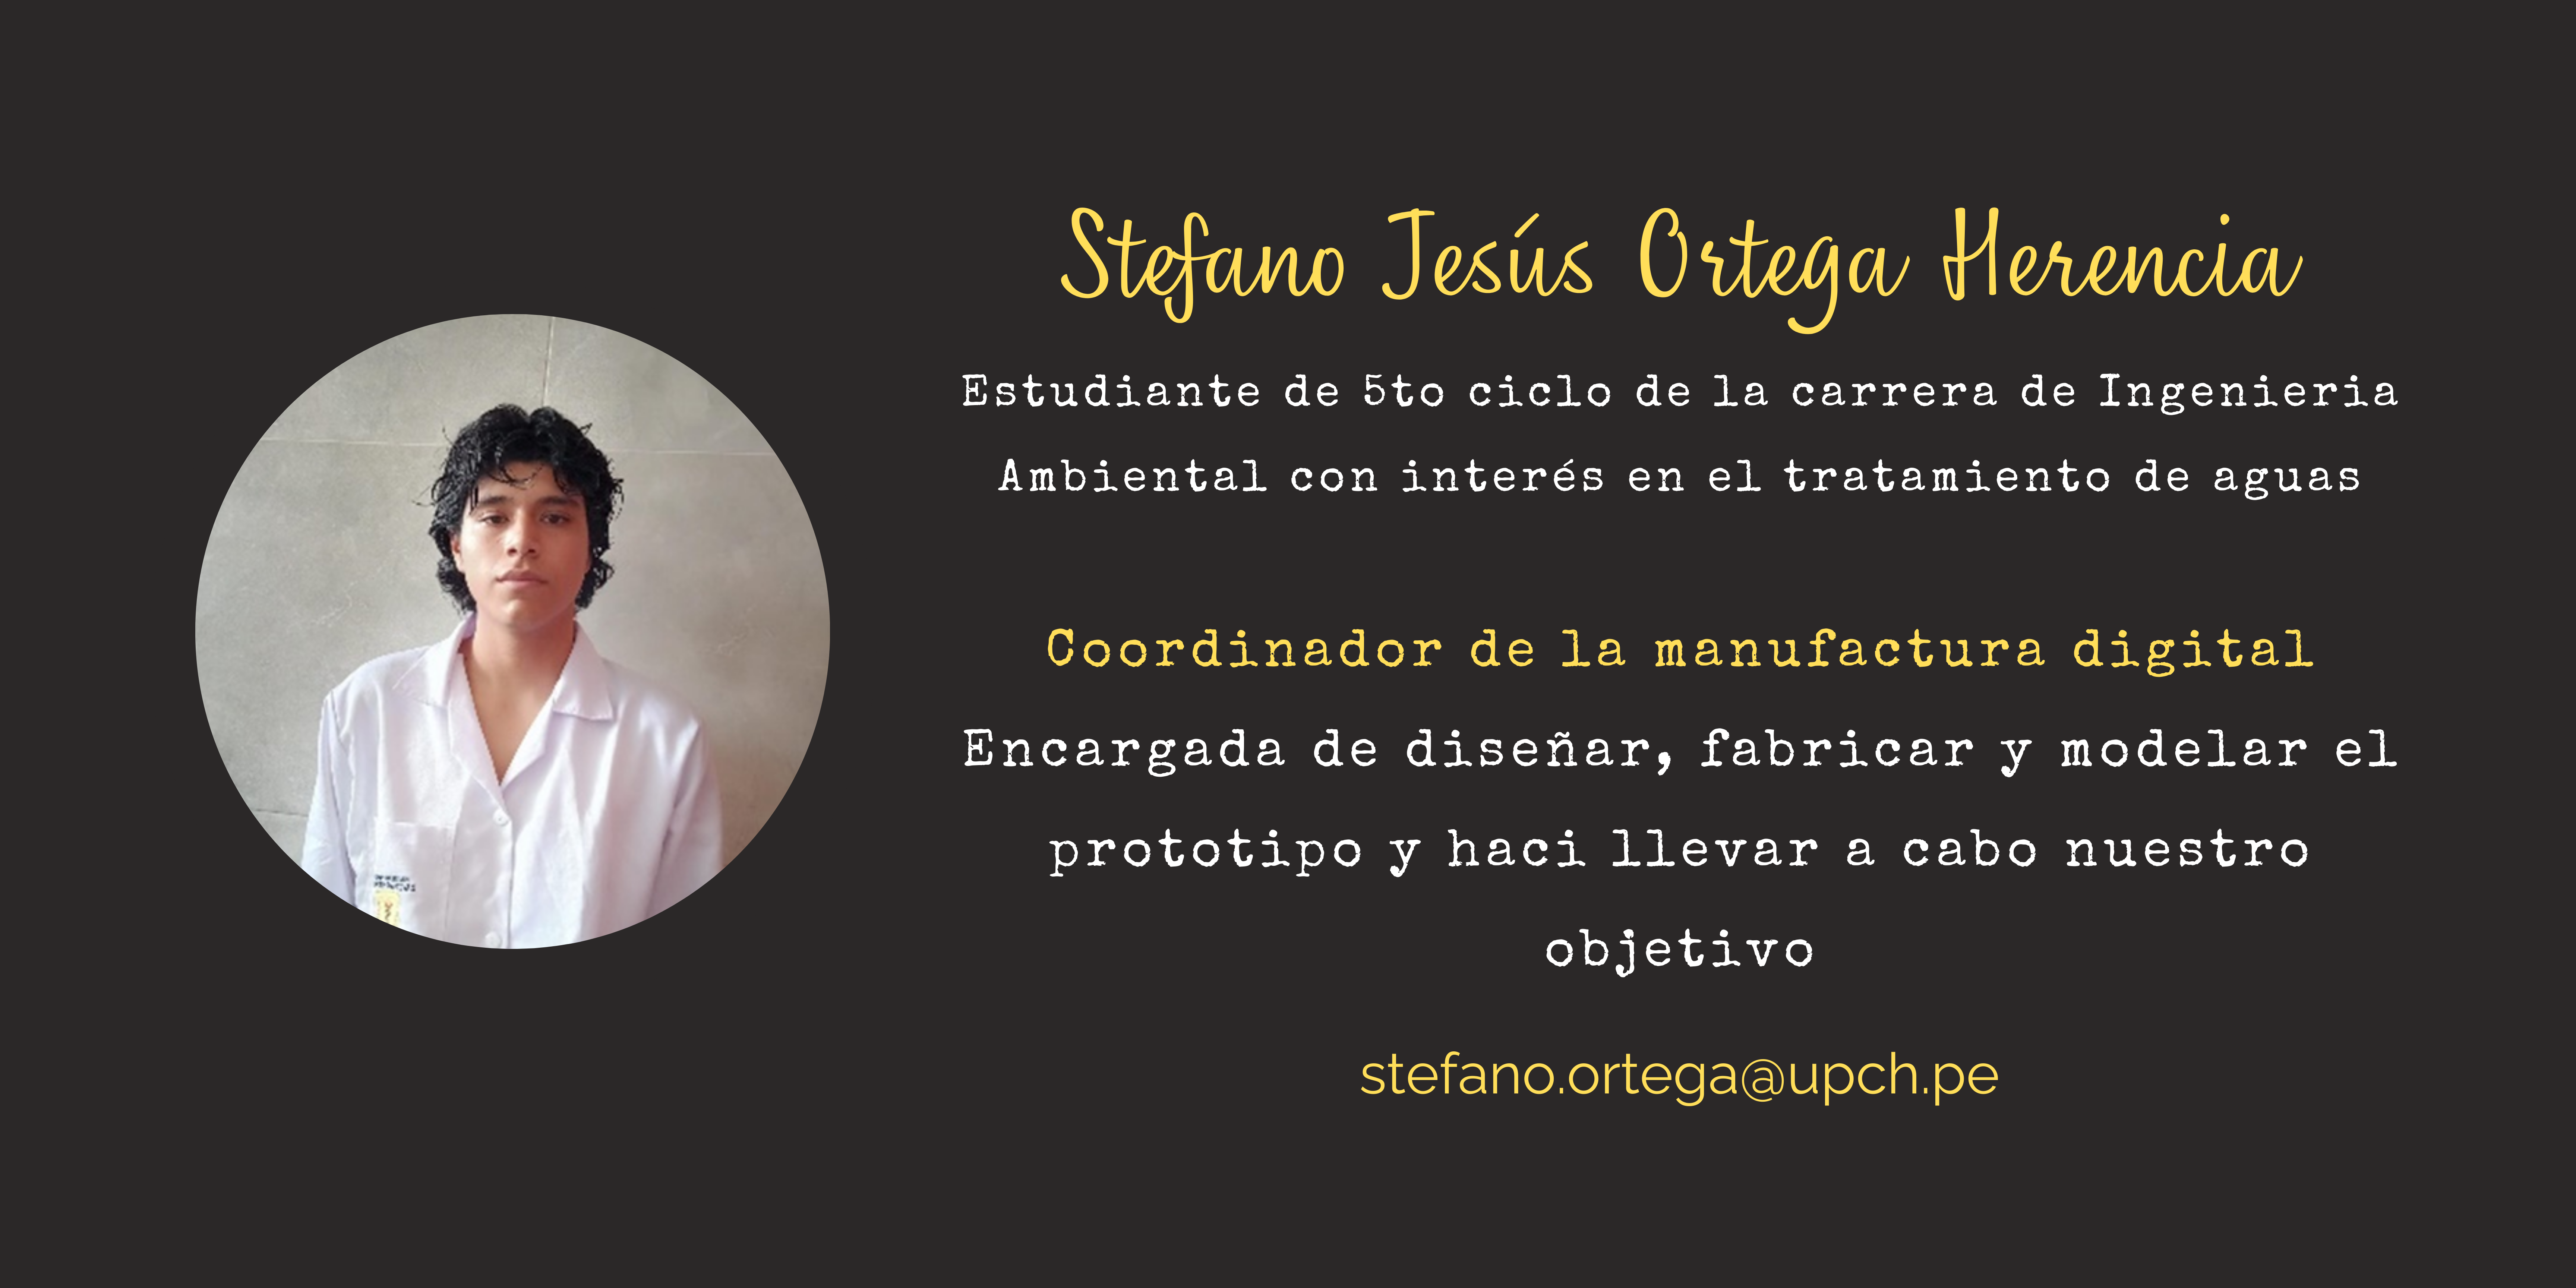 Stefano Jesús Ortega Herencia
Estudiante de 5to ciclo de la carrera de Ingenieria
Ambiental con interés en el tratamiento de aguas
Coordinador de la manufactura digital
Encargada de diseñar, fabricar y modelar el
prototipo y haci llevar a cabo nuestro
objetivo
stefano.ortega@upch.pe